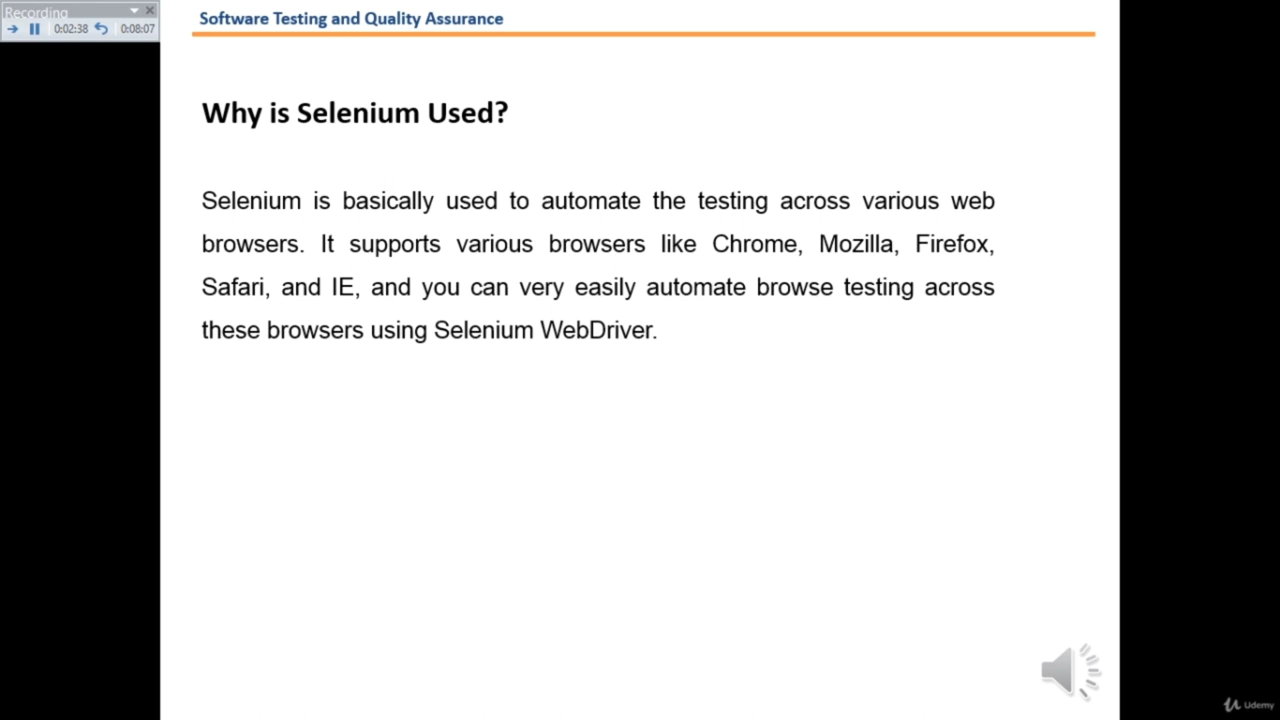 Recording
0:02:38 0:08:07
Software Testing and Quality Assurance
Why is Selenium Used?
Selenium is basically used to automate the testing across various web
browsers. It supports various browsers like Chrome, Mozilla, Firefox,
Safari, and IE, and you can very easily automate browse testing across
these browsers using Selenium WebDriver.
Udemy